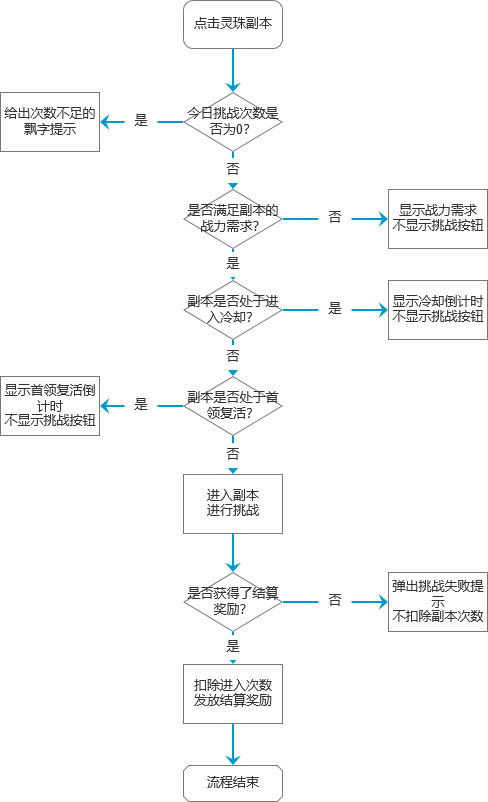 点击灵珠副本
今日挑战次数是
否为0?
是
给出次数不足的
飘字提示
否
是否满足副本的
战力需求?
否
显示战力需求
不显示挑战按钮
是
副本是否处于进
入冷却?
是
显示冷却倒计时
不显示挑战按钮
否
副本是否处于首
领复活?
是
显示首领复活倒
计时
不显示挑战按钮
否
进入副本
进行挑战
是否获得了结算
奖励?
否
弹出挑战失败提
示
不扣除副本次数
是
扣除进入次数
发放结算奖励
流程结束